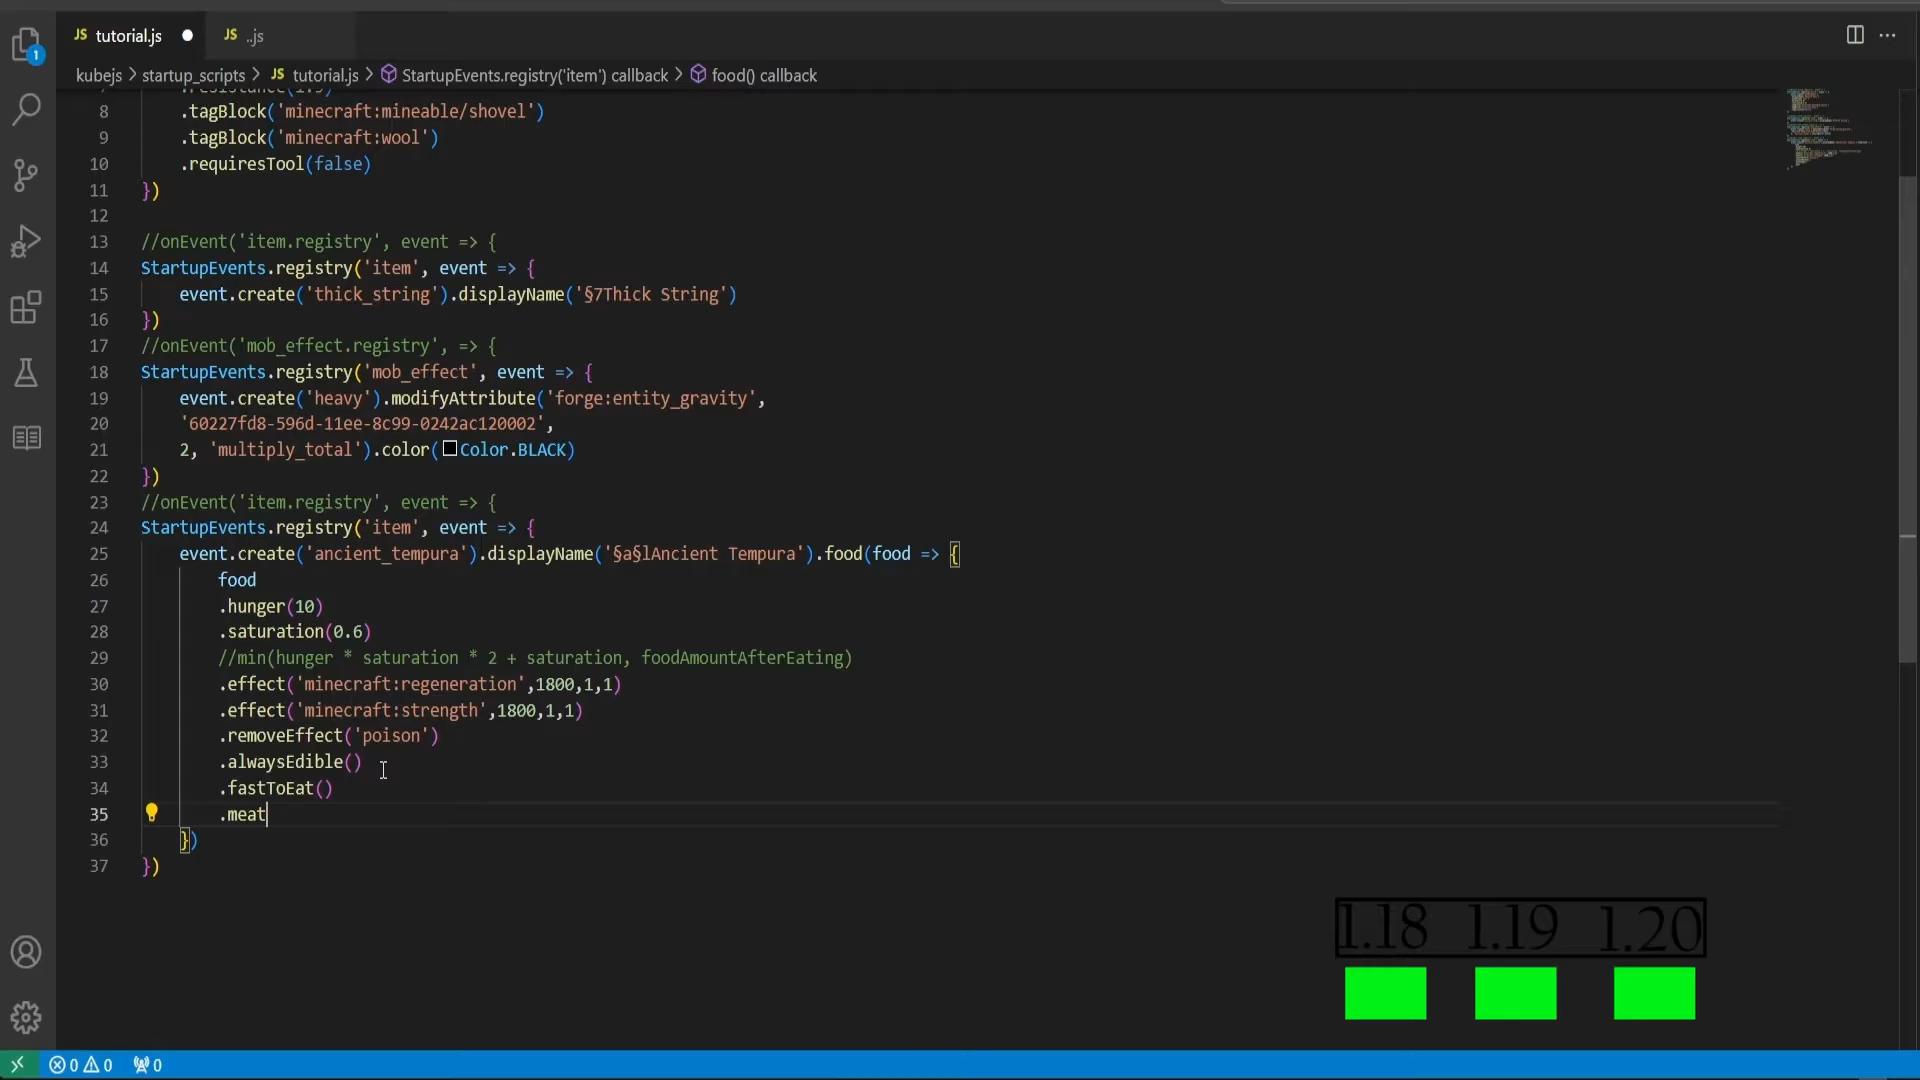 JS tutorial.js ● JS ..js
kubejs > startup_scripts > JS tutorial.js > StartupEvents.registry('item') callback > food() callback
8 .tagBlock('minecraft:mineable/shovel')
9 .tagBlock('minecraft:wool')
10 .requiresTool(false)
11 })
12
13 //onEvent('item.registry', event => {
14 StartupEvents.registry('item', event => {
15 event.create('thick_string').displayName('§7Thick String')
16 })
17 //onEvent('mob_effect.registry', => {
18 StartupEvents.registry('mob_effect', event => {
19 event.create('heavy').modifyAttribute('forge:entity_gravity',
20 '60227fd8-596d-11ee-8c99-0242ac120002',
21 2, 'multiply_total').color(Color.BLACK)
22 })
23 //onEvent('item.registry', event => {
24 StartupEvents.registry('item', event => {
25 event.create('ancient_tempura').displayName('§a§lAncient Tempura').food(food => {
26 food
27 .hunger(10)
28 .saturation(0.6)
29 //min(hunger * saturation * 2 + saturation, foodAmountAfterEating)
30 .effect('minecraft:regeneration',1800,1,1)
31 .effect('minecraft:strength',1800,1,1)
32 .removeEffect('poison')
33 .alwaysEdible()
34 .fastToEat()
35 .meat
36 })
37 })
1.18 1.19 1.20
1
0 0 0